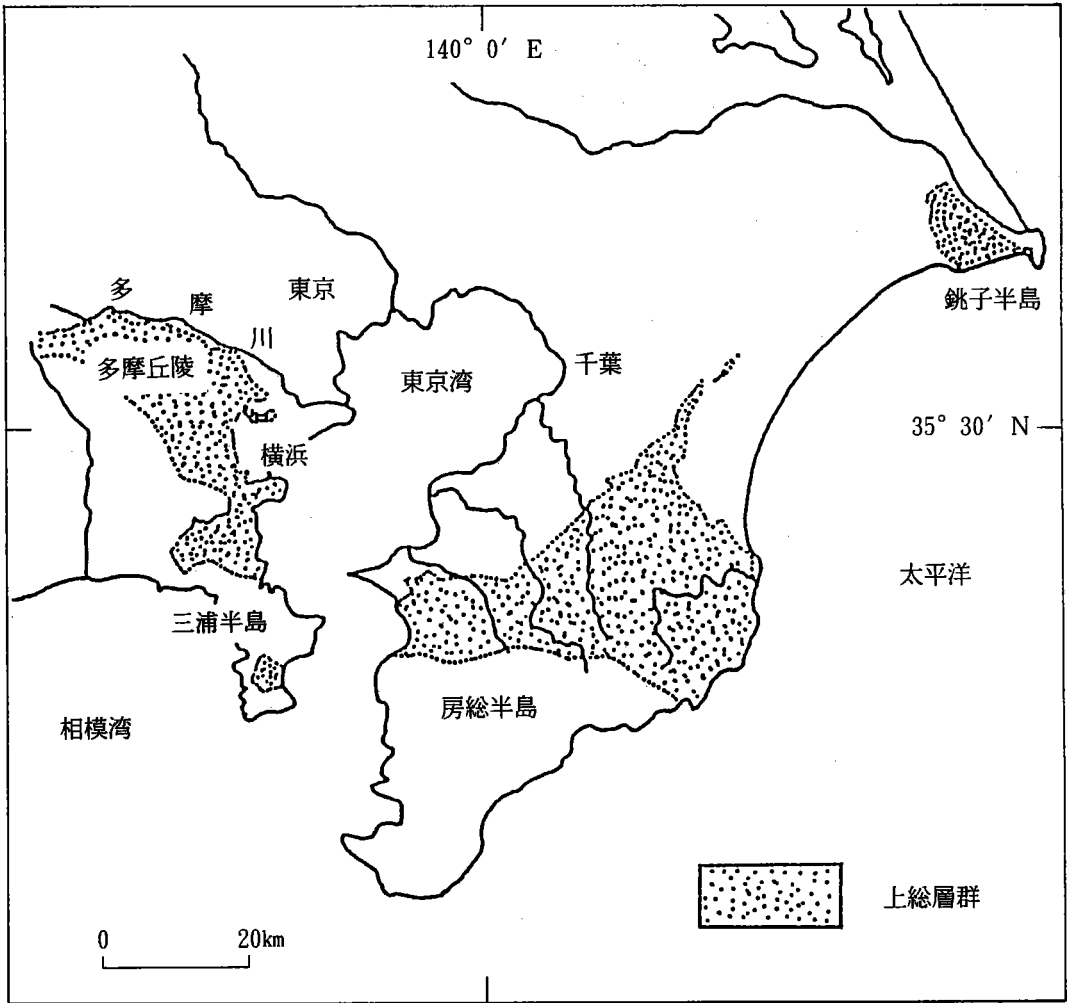 140° 0′ E
多摩川
東京
銚子半島
多摩丘陵
東京湾
千葉
35° 30′ N
横浜
太平洋
三浦半島
房総半島
相模湾
上総層群
0 20km